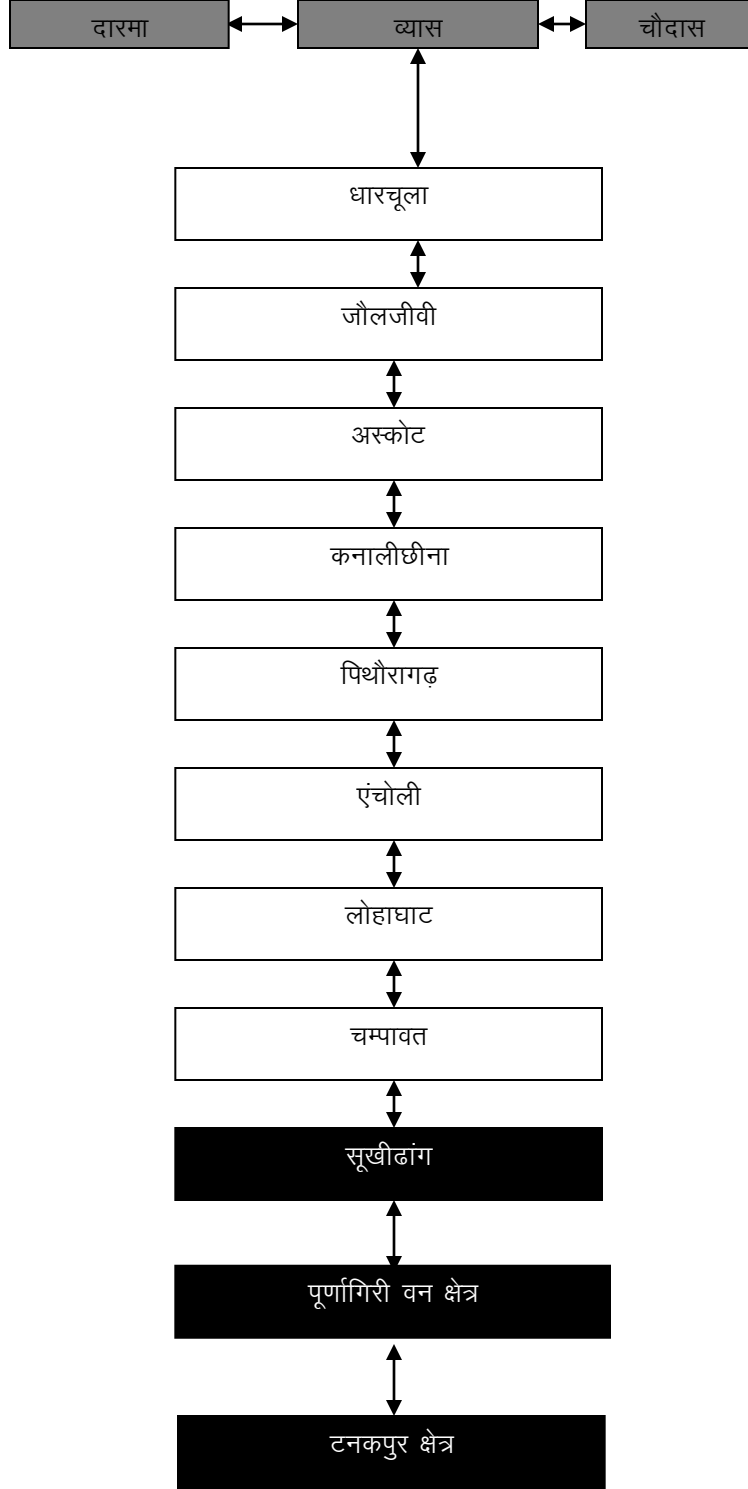 दारमा
व्यास
चौदास
धारचूला
जौलजीवी
अस्कोट
कनालीछीना
पिथौरागढ़
एंचोली
लोहाघाट
चम्पावत
सूखीढांग
पूर्णागिरी वन क्षेत्र
टनकपुर क्षेत्र